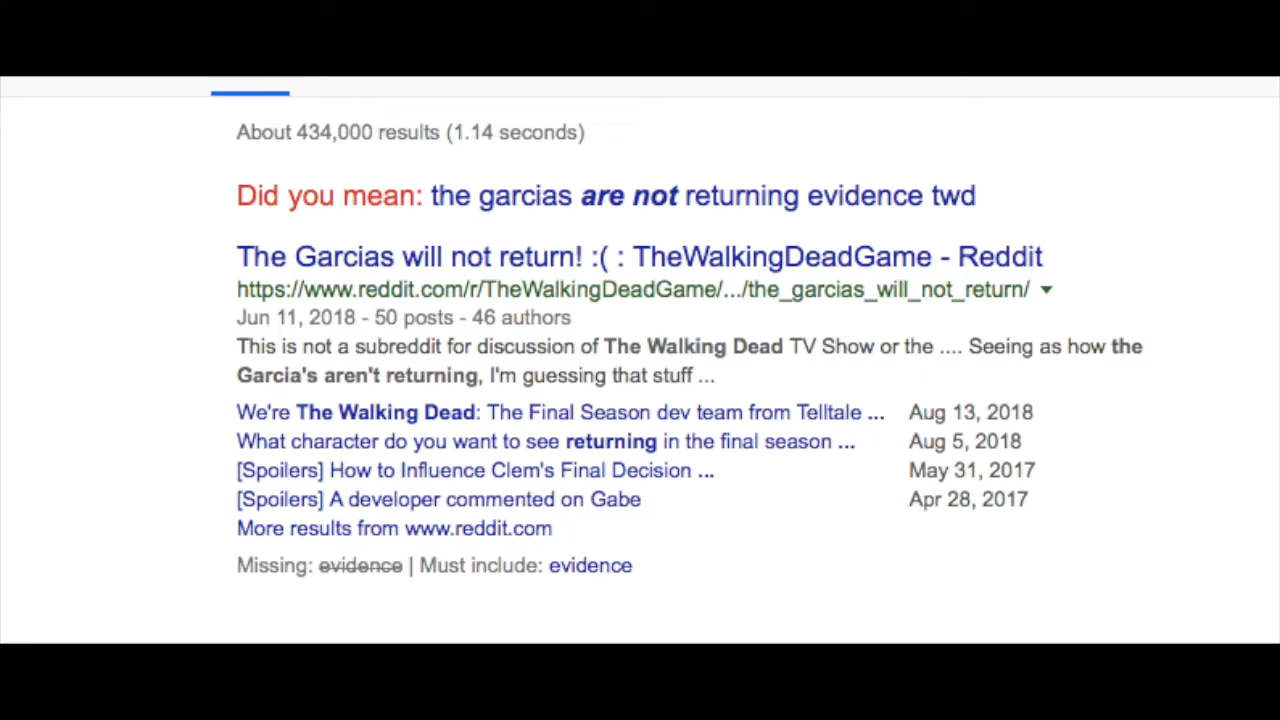 About 434,000 results (1.14 seconds)
Did you mean: the garcias are not returning evidence twd
The Garcias will not return! :( : TheWalkingDeadGame - Reddit
https://www.reddit.com/r/TheWalkingDeadGame/.../the_garcias_will_not_return/
Jun 11, 2018 - 50 posts - 46 authors
This is not a subreddit for discussion of The Walking Dead TV Show or the .... Seeing as how the
Garcia's aren't returning, I'm guessing that stuff ...
We're The Walking Dead: The Final Season dev team from Telltale ... Aug 13, 2018
What character do you want to see returning in the final season ... Aug 5, 2018
[Spoilers] How to Influence Clem's Final Decision ... May 31, 2017
[Spoilers] A developer commented on Gabe Apr 28, 2017
More results from www.reddit.com
Missing: evidence | Must include: evidence